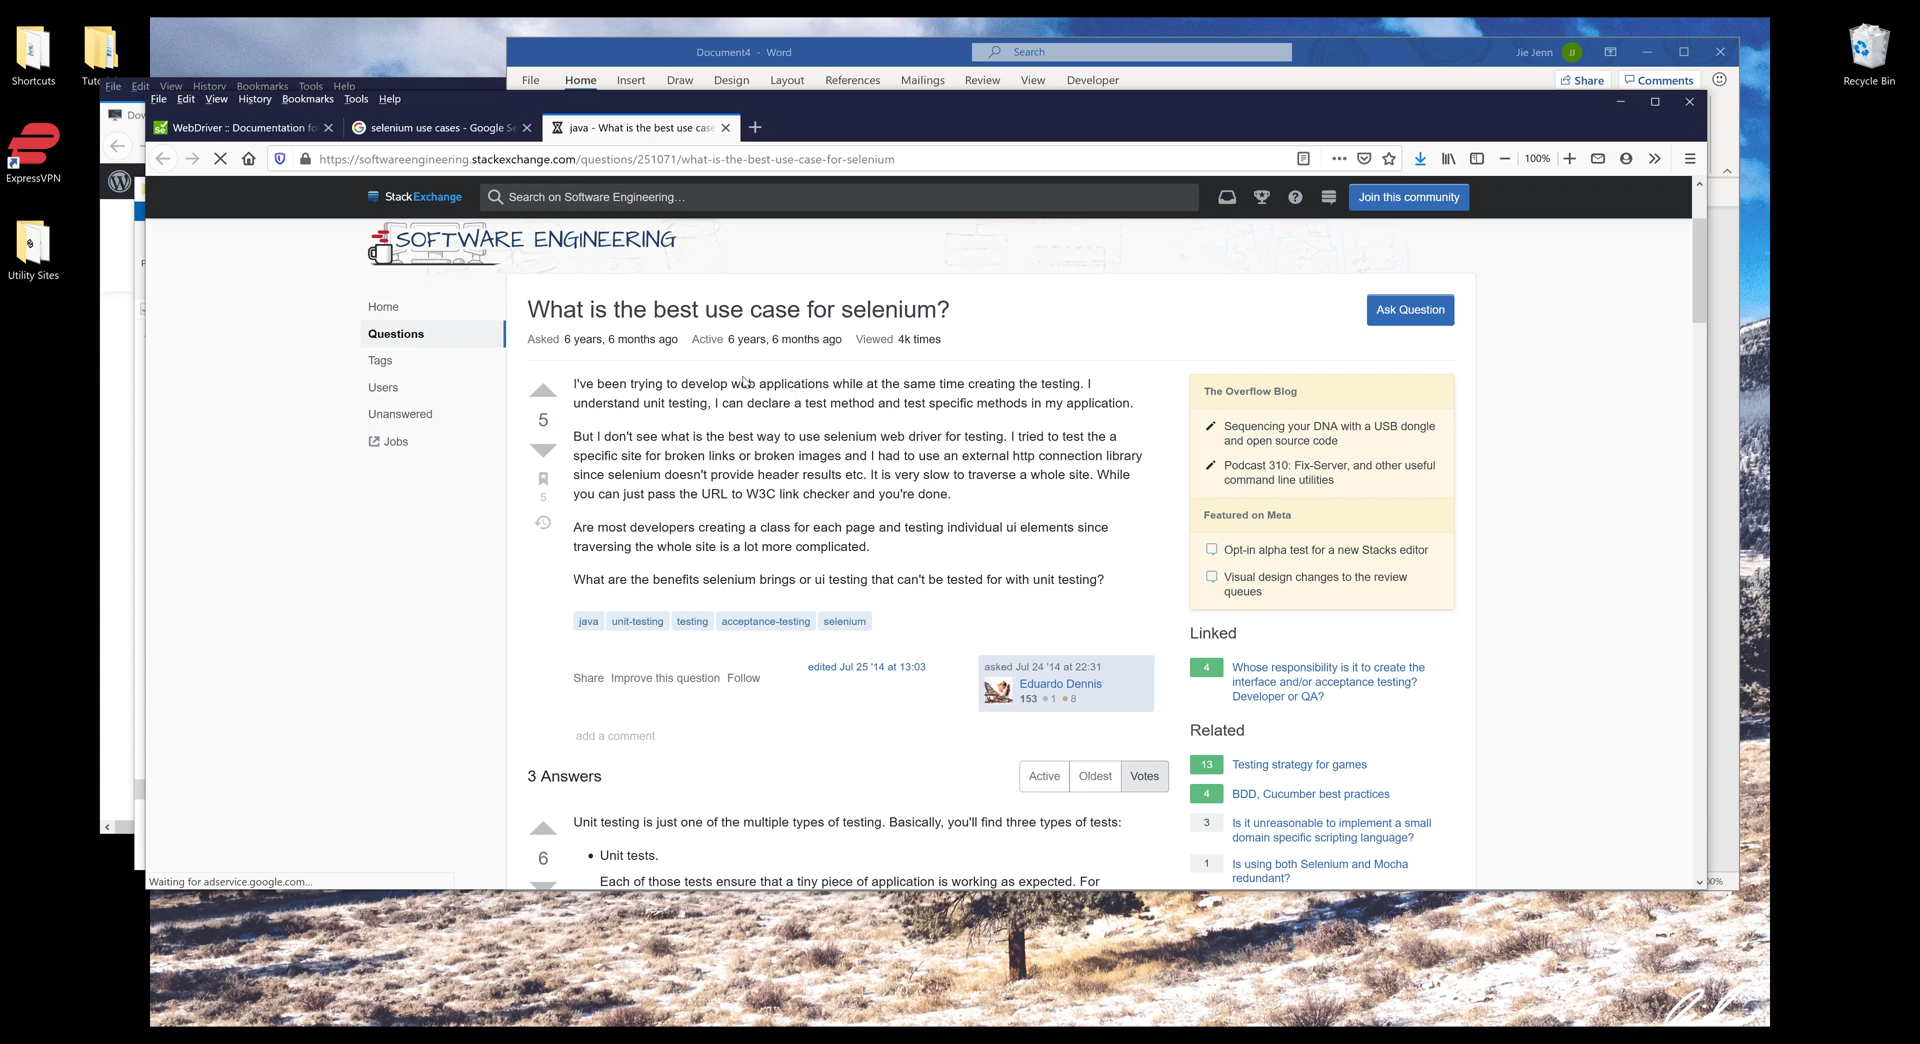 Shortcuts
ExpressVPN
Utility Sites
Recycle Bin
Document4 - Word
Search
Jie Jenn
JJ
File Home Insert Draw Design Layout References Mailings Review View Developer
Share
Comments
File Edit View History Bookmarks Tools Help
File Edit View History Bookmarks Tools Help
WebDriver :: Documentation fo
selenium use cases - Google Se
java - What is the best use case
https://softwareengineering.stackexchange.com/questions/251071/what-is-the-best-use-case-for-selenium
100%
StackExchange
Search on Software Engineering...
Join this community
SOFTWARE ENGINEERING
Home
Questions
Tags
Users
Unanswered
Jobs
What is the best use case for selenium?
Ask Question
Asked 6 years, 6 months ago Active 6 years, 6 months ago Viewed 4k times
5
5
I've been trying to develop web applications while at the same time creating the testing. I
understand unit testing, I can declare a test method and test specific methods in my application.
But I don't see what is the best way to use selenium web driver for testing. I tried to test the a
specific site for broken links or broken images and I had to use an external http connection library
since selenium doesn't provide header results etc. It is very slow to traverse a whole site. While
you can just pass the URL to W3C link checker and you're done.
Are most developers creating a class for each page and testing individual ui elements since
traversing the whole site is a lot more complicated.
What are the benefits selenium brings or ui testing that can't be tested for with unit testing?
java unit-testing testing acceptance-testing selenium
Share Improve this question Follow
edited Jul 25 '14 at 13:03
asked Jul 24 '14 at 22:31
Eduardo Dennis
153 1 8
add a comment
3 Answers
Active Oldest Votes
6
Unit testing is just one of the multiple types of testing. Basically, you'll find three types of tests:
• Unit tests.
Each of those tests ensure that a tiny piece of application is working as expected. For
The Overflow Blog
Sequencing your DNA with a USB dongle
and open source code
Podcast 310: Fix-Server, and other useful
command line utilities
Featured on Meta
Opt-in alpha test for a new Stacks editor
Visual design changes to the review
queues
Linked
4 Whose responsibility is it to create the
interface and/or acceptance testing?
Developer or QA?
Related
13 Testing strategy for games
4 BDD, Cucumber best practices
3 Is it unreasonable to implement a small
domain specific scripting language?
1 Is using both Selenium and Mocha
redundant?
Waiting for adservice.google.com...